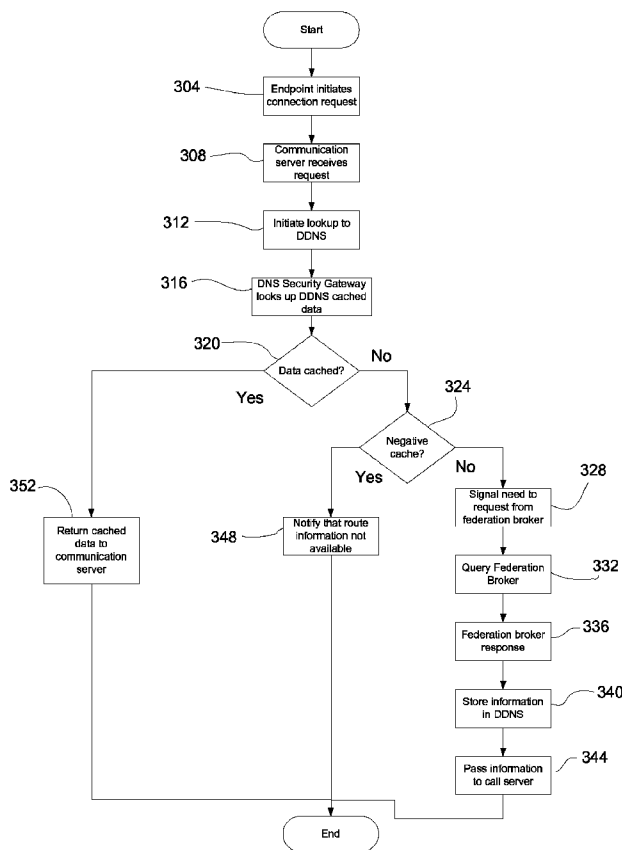 Start
304
Endpoint initiates
connection request
308
Communication
server receives
request
312
Initiate lookup to
DDNS
316
DNS Security Gateway
looks up DDNS cached
data
320
Data cached?
No
Yes
324
Negative
cache?
Yes
No
328
Signal need to
request from
federation broker
352
Return cached
data to
communication
server
348
Notify that route
information not
available
332
Query Federation
Broker
336
Federation broker
response
340
Store information
in DDNS
344
Pass information
to call server
End